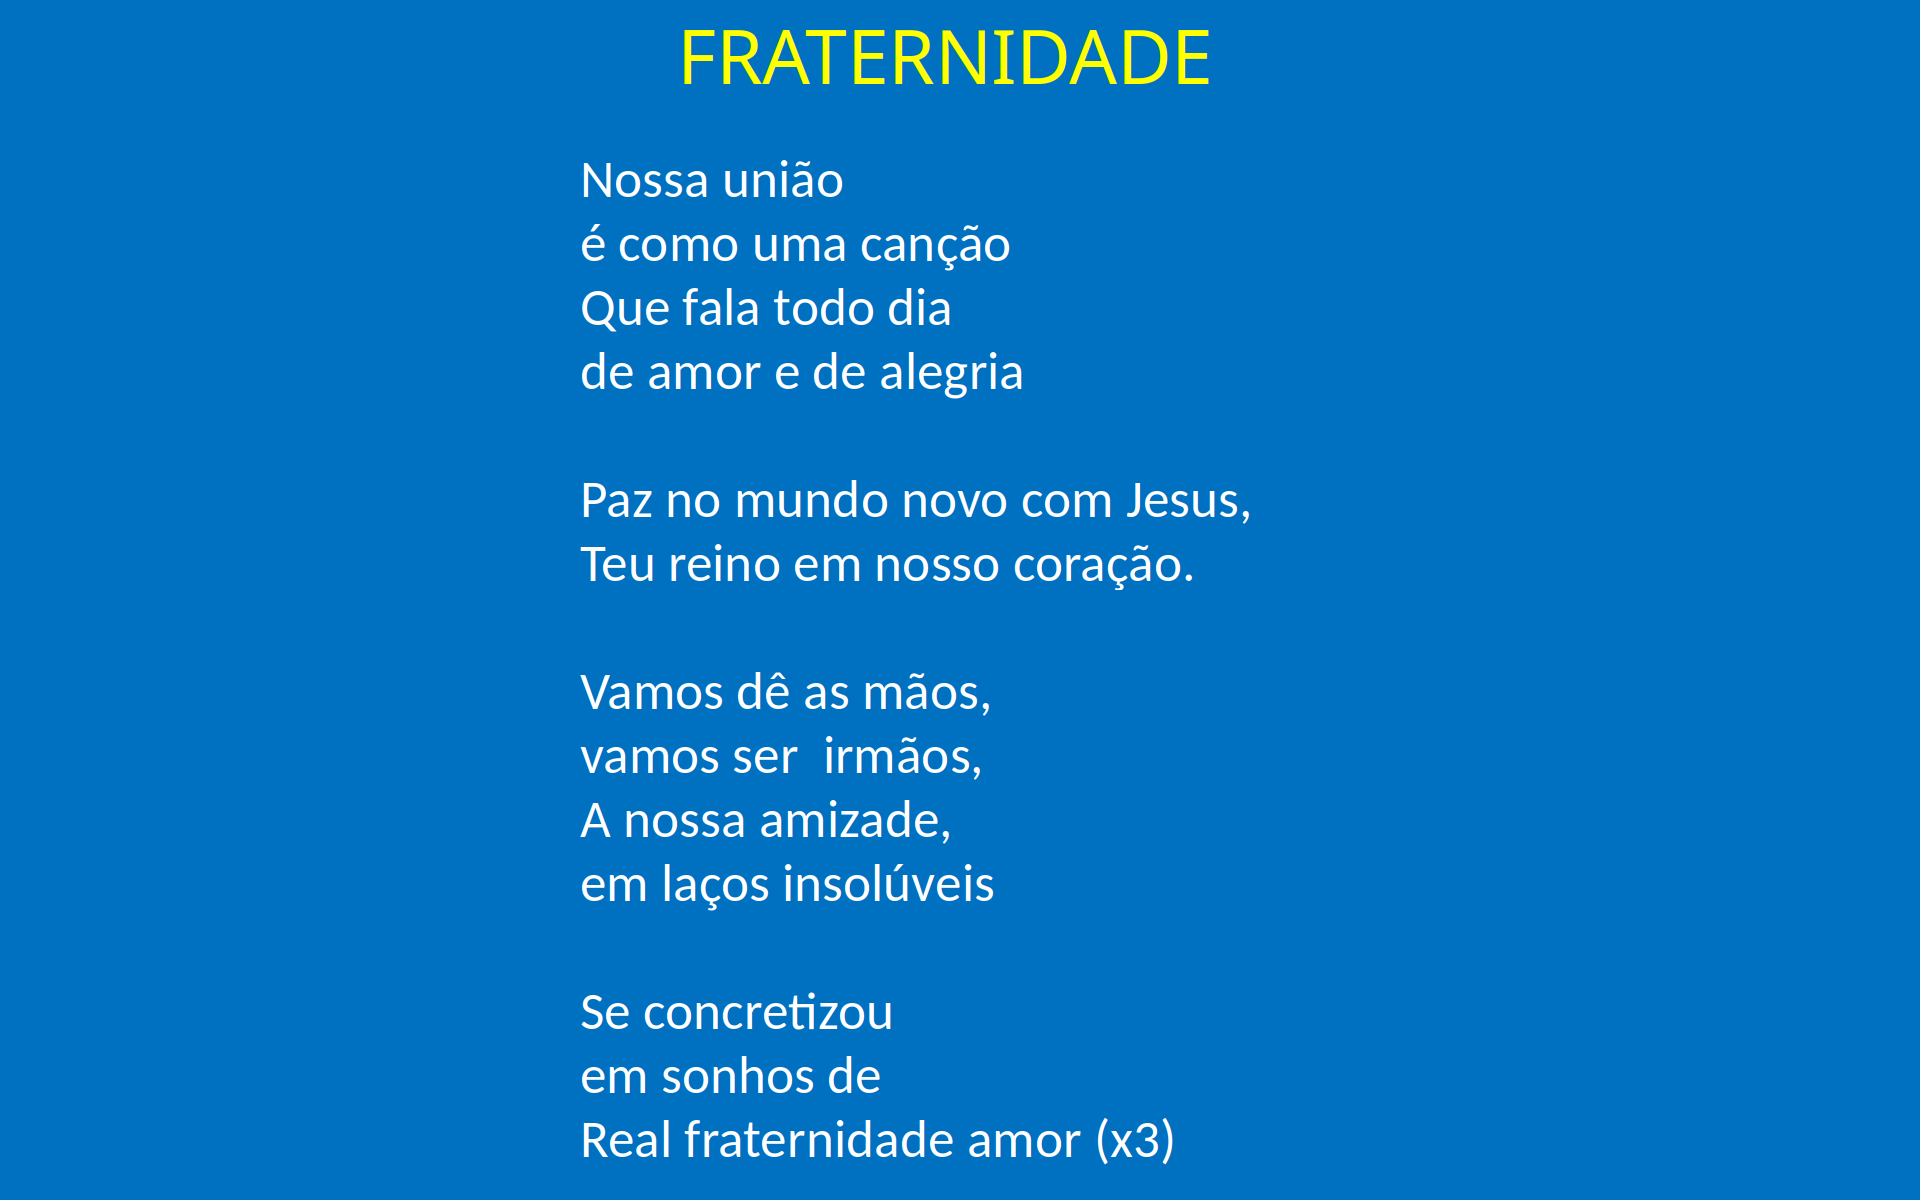 FRATERNIDADE
Nossa união
é como uma canção
Que fala todo dia
de amor e de alegria
Paz no mundo novo com Jesus,
Teu reino em nosso coração.
Vamos dê as mãos,
vamos ser  irmãos,
A nossa amizade,
em laços insolúveis
Se concretizou
em sonhos de
Real fraternidade amor (x3)